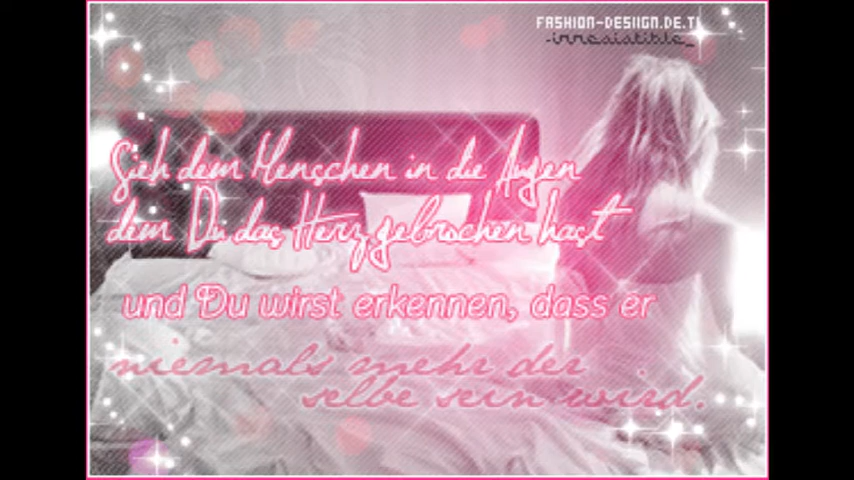 FASHION-DESIIGN.DE.TL
-irresistible_
Sieh dem Menschen in die Augen
dem Du das Herz gebrochen hast
und Du wirst erkennen, dass er
niemals mehr der
selbe sein wird.